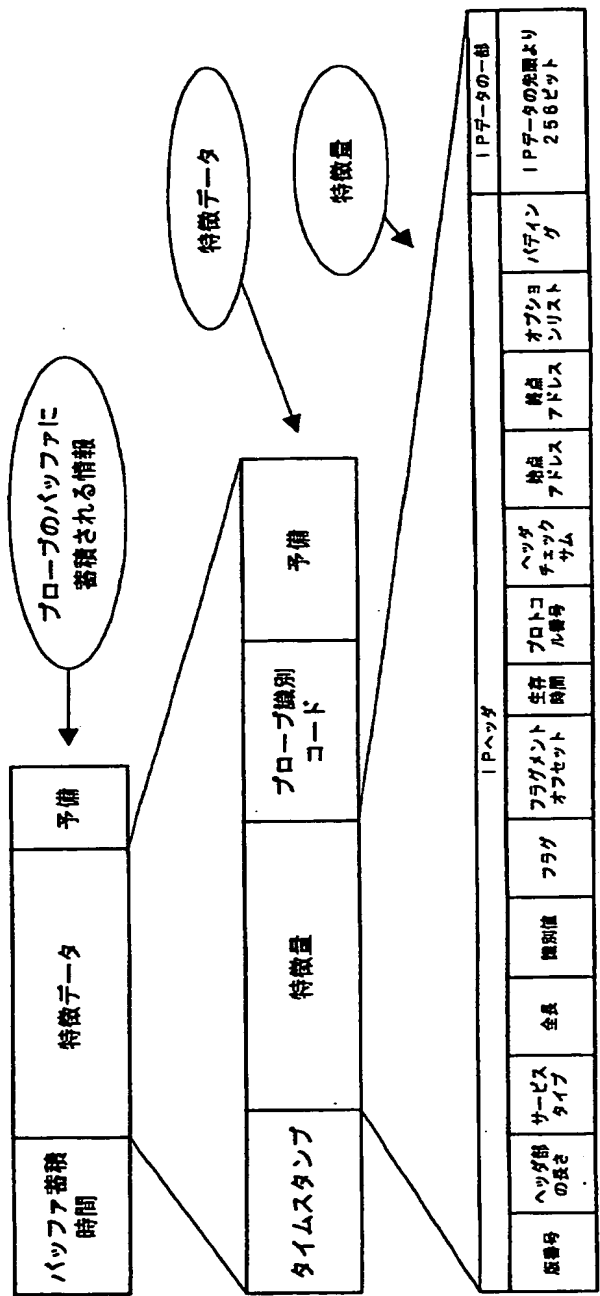 プローブのバッファに
蓄積される情報
バッファ蓄積
時間
特徴データ
予備
特徴データ
タイムスタンプ
特徴量
プローブ識別
コード
予備
特徴量
IPヘッダ
IPデータの一部
版番号
ヘッダ部
の長さ
サービス
タイプ
全長
識別値
フラグ
フラグメント
オフセット
生存
時間
プロトコ
ル番号
ヘッダ
チェック
サム
始点
アドレス
終点
アドレス
オプショ
ンリスト
パディン
グ
IPデータの先頭より
256ビット